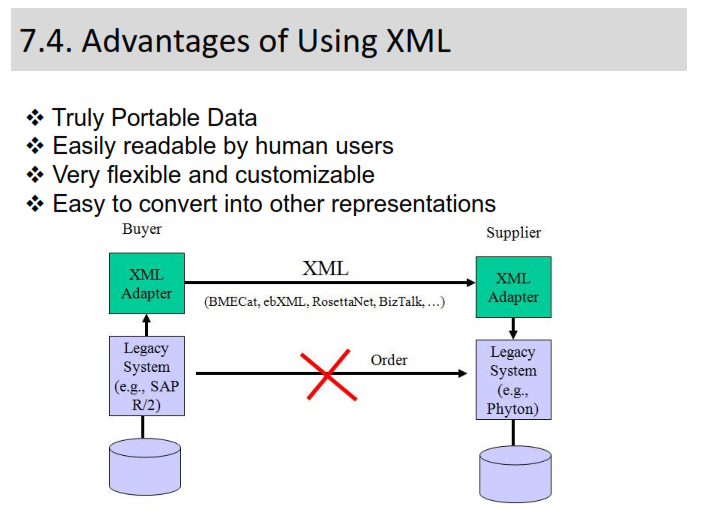 7.4. Advantages of Using XML
❖ Truly Portable Data
❖ Easily readable by human users
❖ Very flexible and customizable
❖ Easy to convert into other representations
Buyer
Supplier
XML
Adapter
XML
(BMECat, ebXML, RosettaNet, BizTalk, …)
XML
Adapter
Legacy
System
(e.g., SAP
R/2)
Order
Legacy
System
(e.g.,
Phyton)